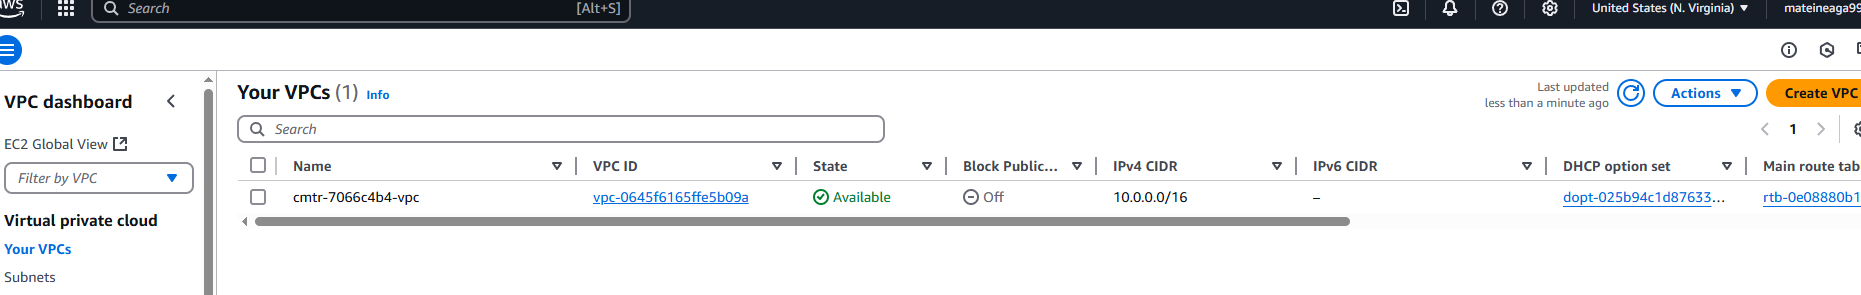 aws Search [Alt+S] United States (N. Virginia) mateineaga99
VPC dashboard
EC2 Global View
Filter by VPC
Virtual private cloud
Your VPCs
Subnets
Your VPCs (1) Info
Last updated
less than a minute ago
Actions
Create VPC
Search
1
Name VPC ID State Block Public... IPv4 CIDR IPv6 CIDR DHCP option set Main route tab
cmtr-7066c4b4-vpc vpc-0645f6165ffe5b09a Available Off 10.0.0.0/16 – dopt-025b94c1d87633... rtb-0e08880b1